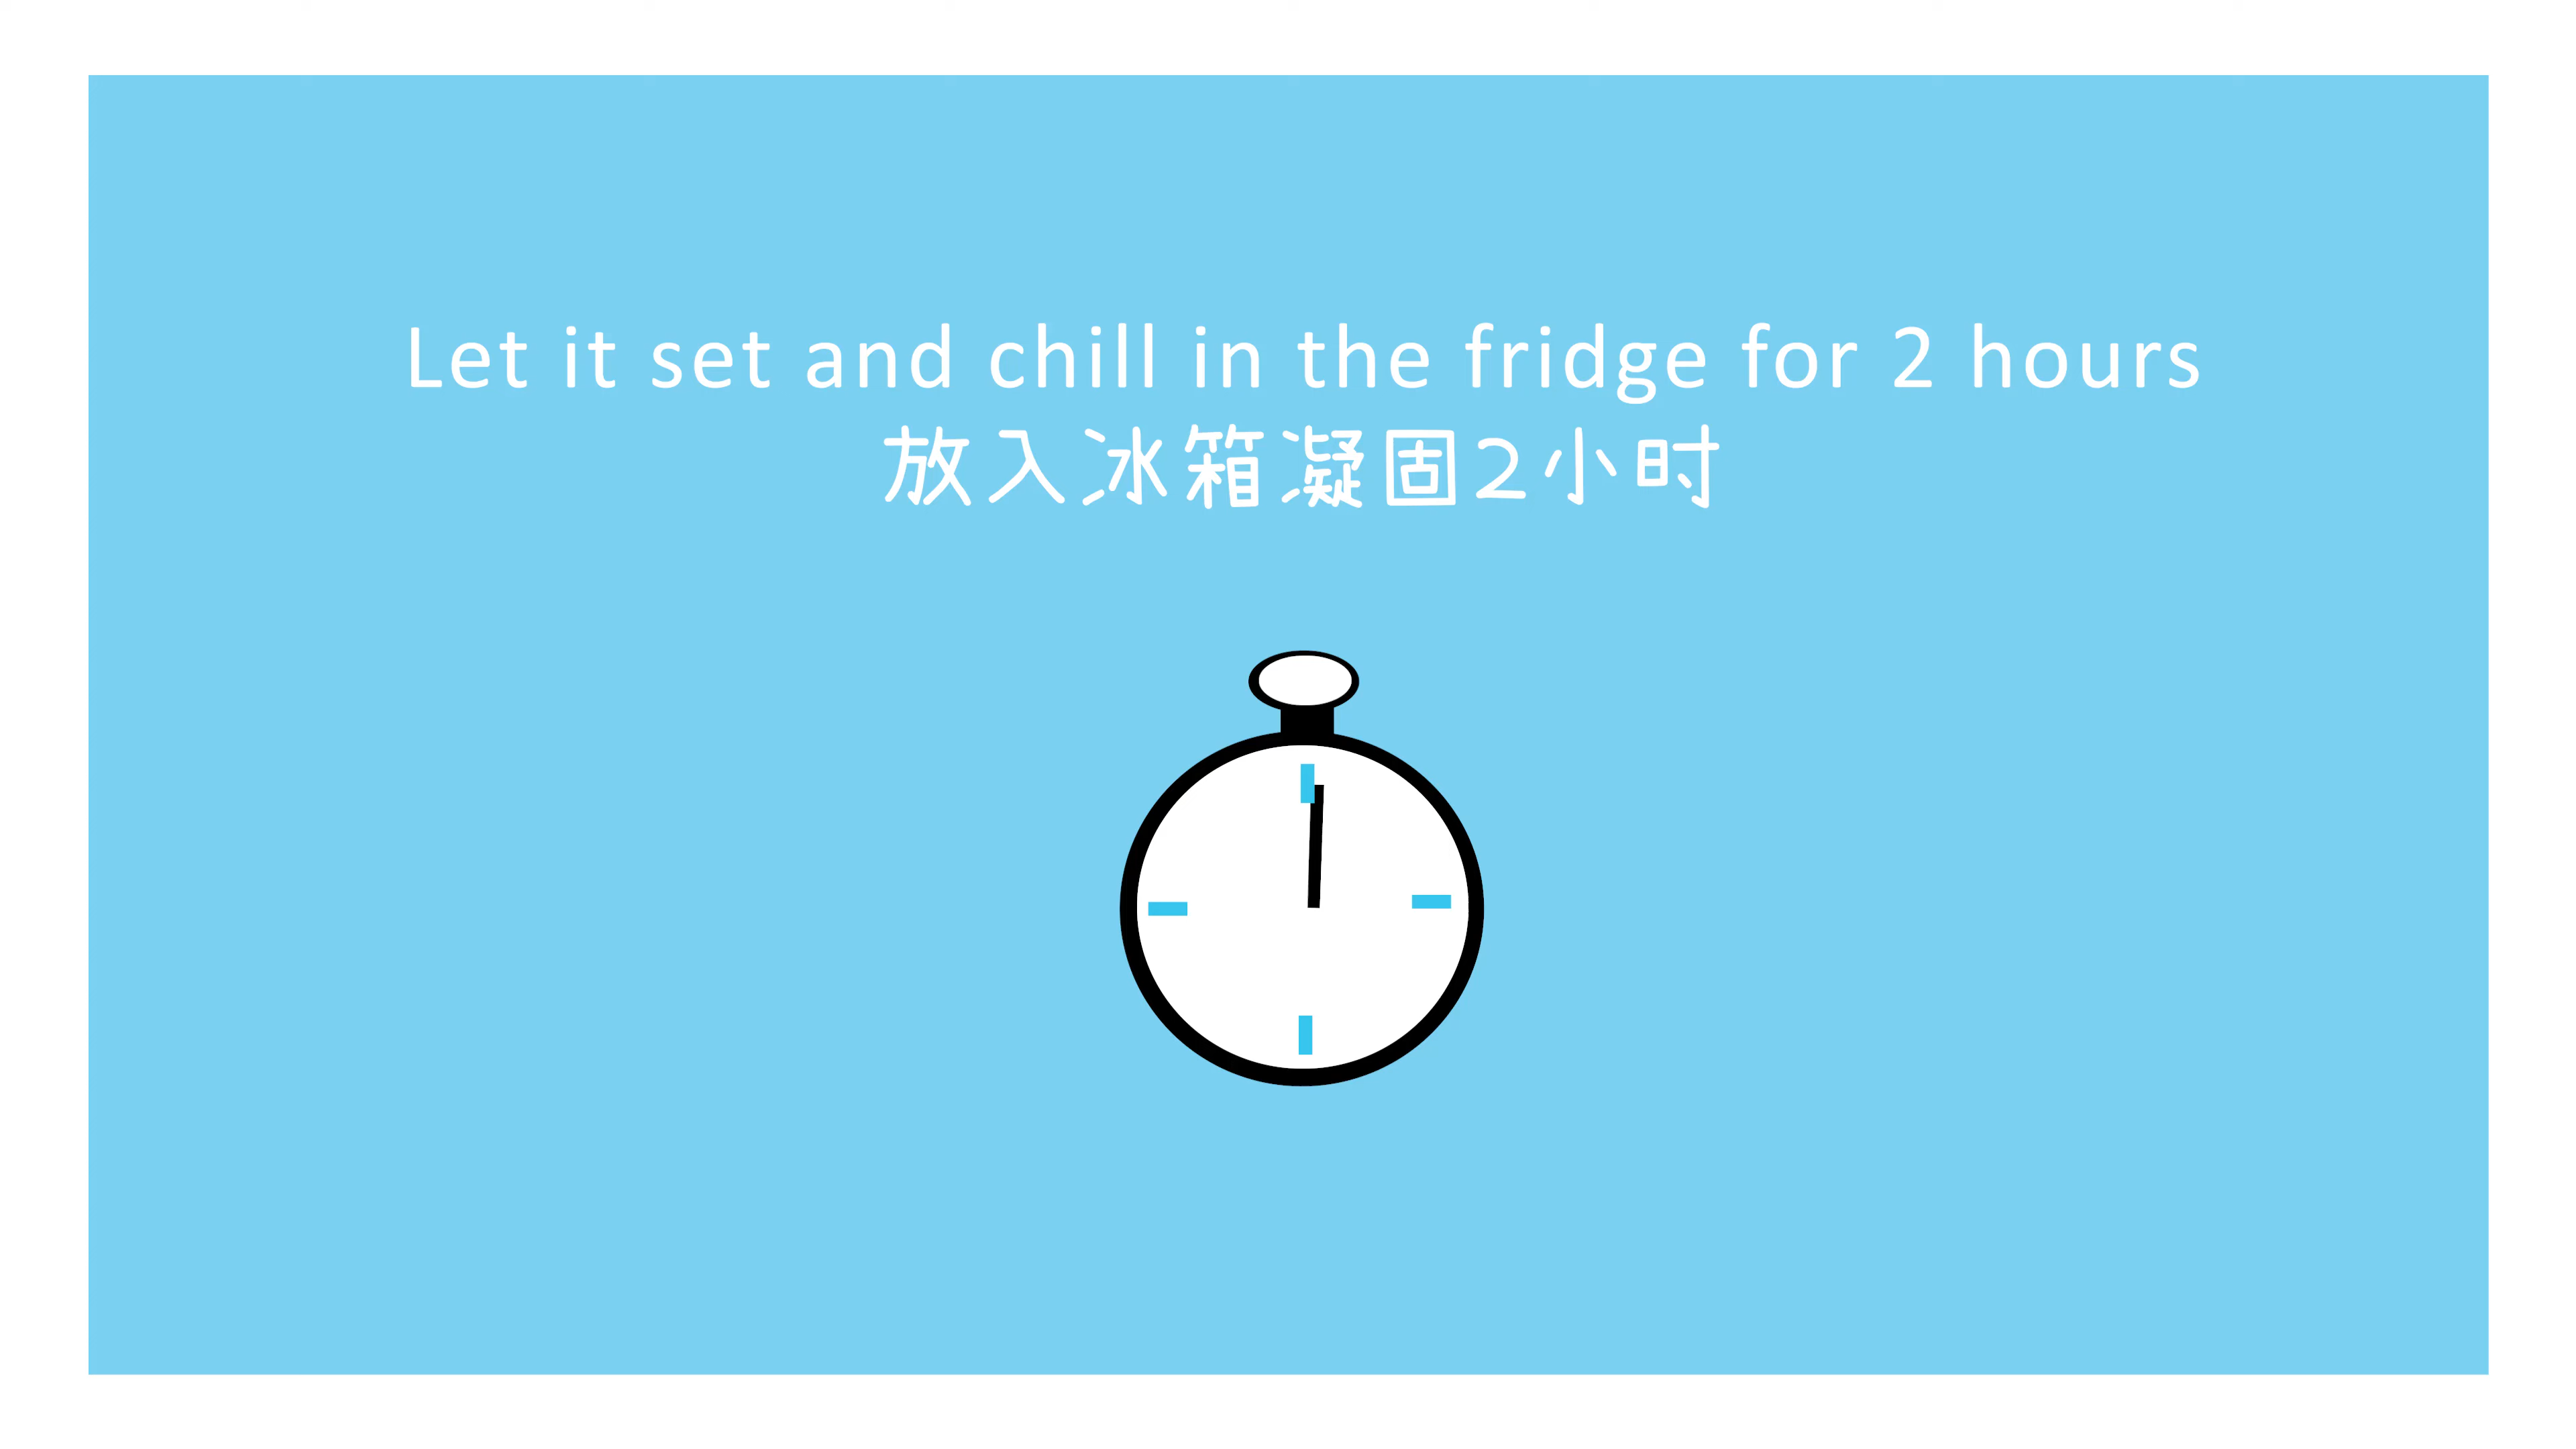 Let it set and chill in the fridge for 2 hours
放入冰箱凝固2小时